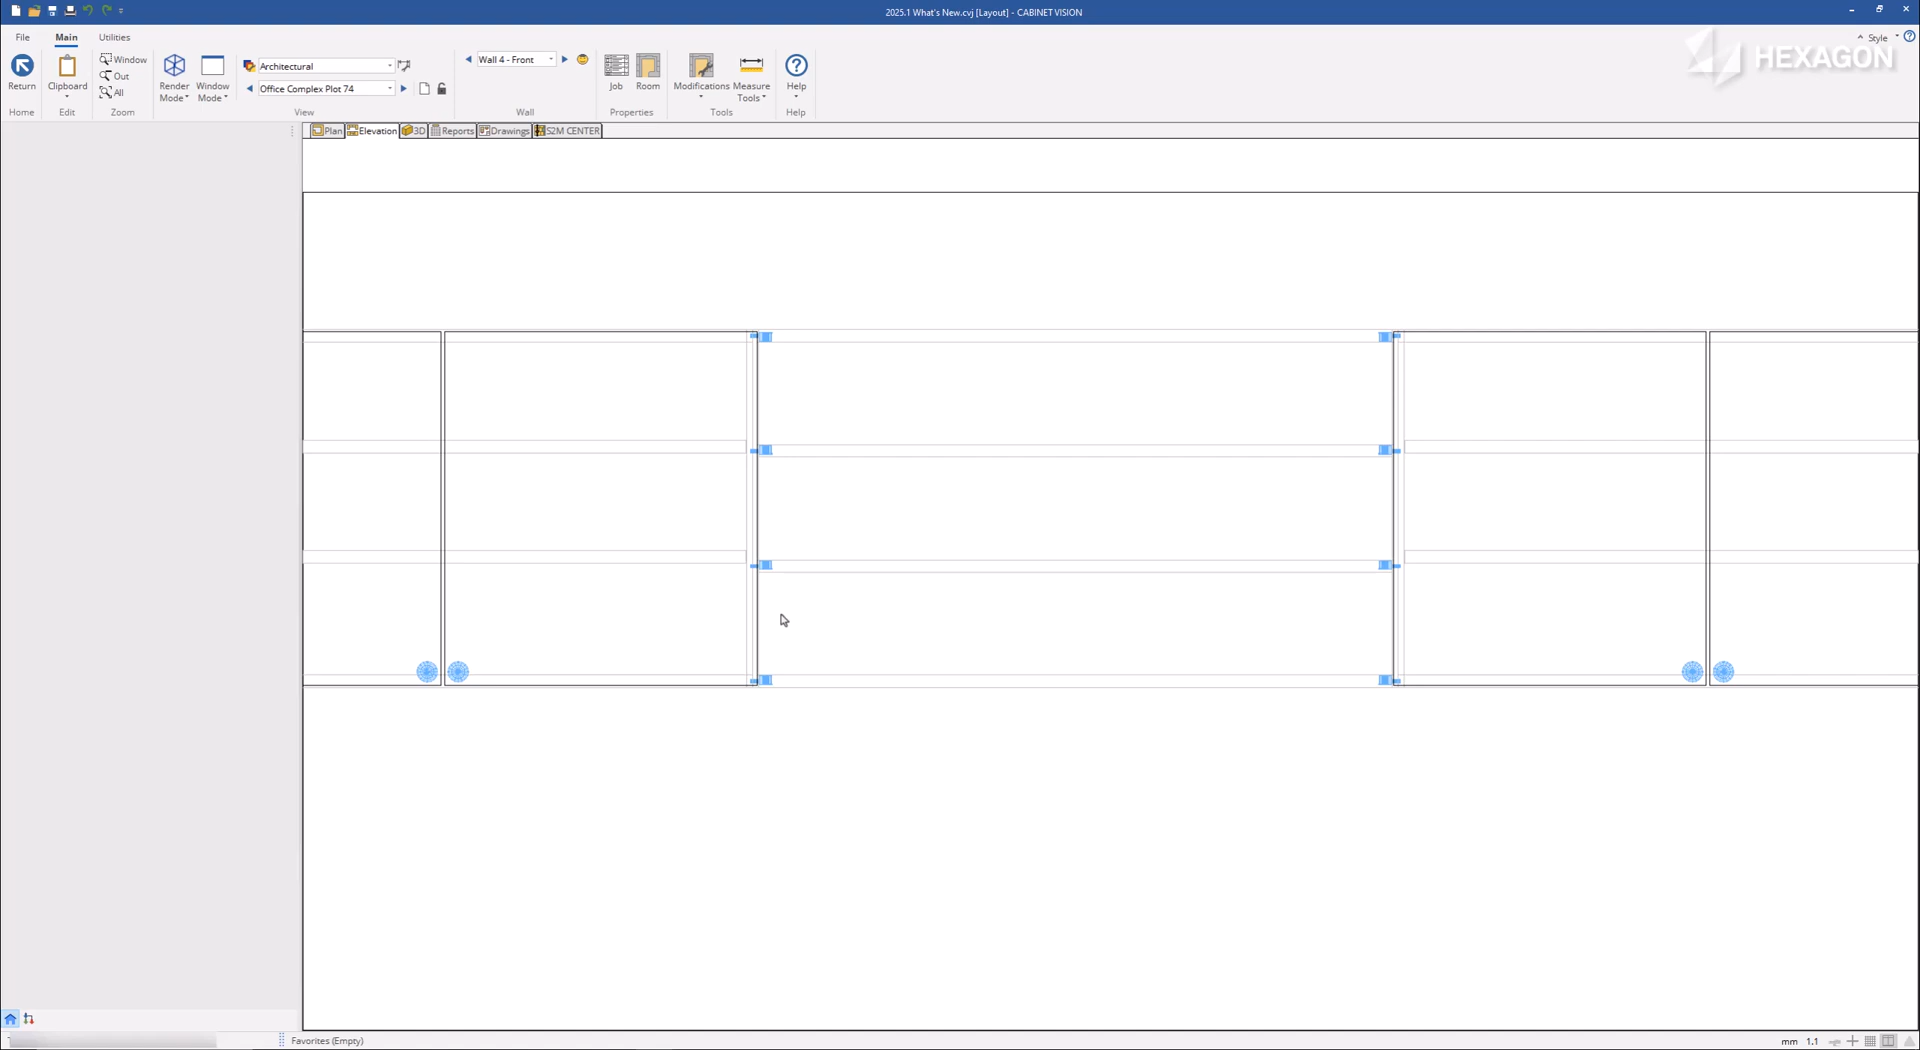 2025.1 What's New.cvj [Layout] - CABINET VISION
File Main Utilities Style
HEXAGON
Return Clipboard Window Out All Render Mode Window Mode Architectural Office Complex Plot 74 Wall 4 - Front Job Room Modifications Measure Tools Help
Home Edit Zoom View Wall Properties Tools Help
Plan Elevation 3D Reports Drawings S2M CENTER
Favorites (Empty) mm 1.1